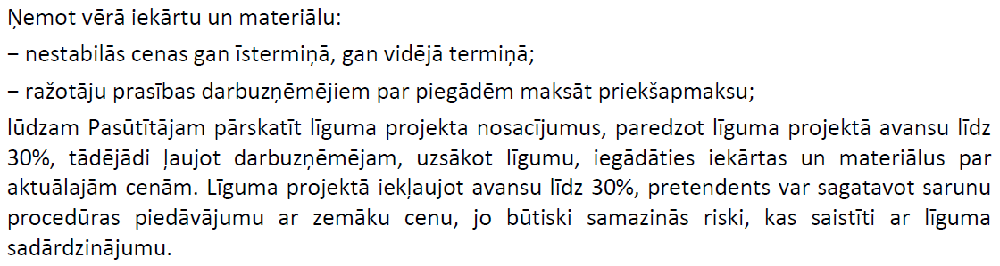 Ņemot vērā iekārtu un materiālu:
− nestabilās cenas gan īstermiņā, gan vidējā termiņā;
− ražotāju prasības darbuzņēmējiem par piegādēm maksāt priekšapmaksu;
lūdzam Pasūtītājam pārskatīt līguma projekta nosacījumus, paredzot līguma projektā avansu līdz
30%, tādējādi ļaujot darbuzņēmējam, uzsākot līgumu, iegādāties iekārtas un materiālus par
aktuālajām cenām. Līguma projektā iekļaujot avansu līdz 30%, pretendents var sagatavot sarunu
procedūras piedāvājumu ar zemāku cenu, jo būtiski samazinās riski, kas saistīti ar līguma
sadārdzinājumu.